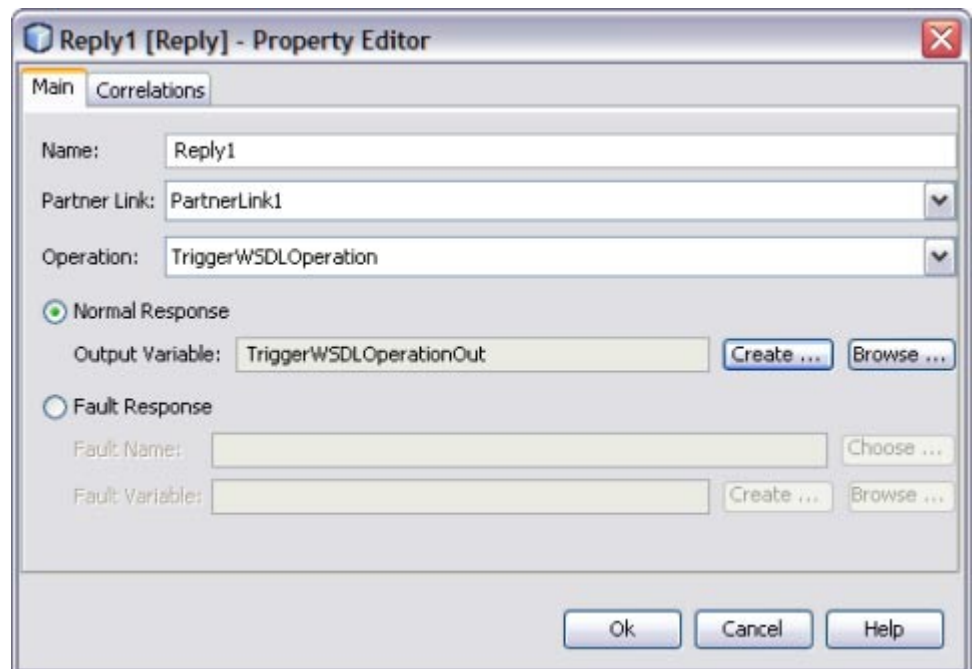 Reply1 [Reply] - Property Editor
Main Correlations
Name: Reply1
Partner Link: PartnerLink1
Operation: TriggerWSDLOperation
Normal Response
Output Variable: TriggerWSDLOperationOut Create ... Browse ...
Fault Response
Fault Name: Choose ...
Fault Variable: Create ... Browse ...
Ok Cancel Help